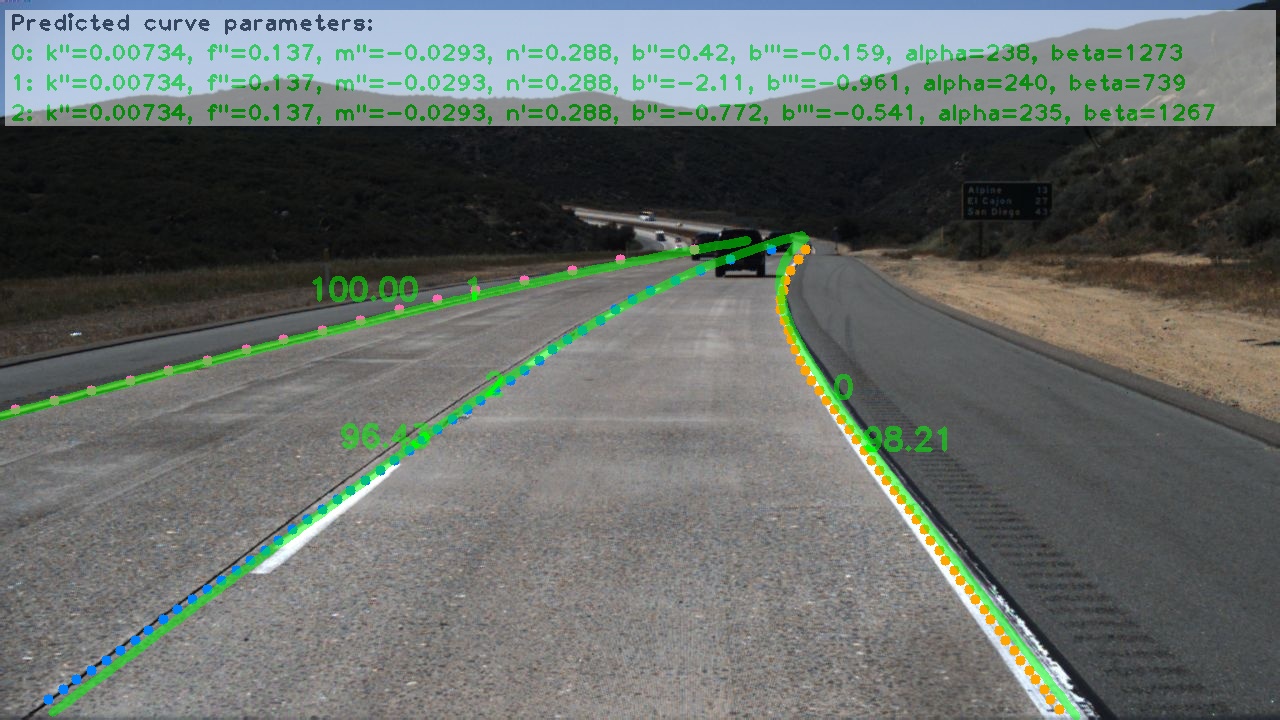 Predicted curve parameters:
0: k''=0.00734, f''=0.137, m''=-0.0293, n'=0.288, b''=0.42, b'''=-0.159, alpha=238, beta=1273
1: k''=0.00734, f''=0.137, m''=-0.0293, n'=0.288, b''=-2.11, b'''=-0.961, alpha=240, beta=739
2: k''=0.00734, f''=0.137, m''=-0.0293, n'=0.288, b''=-0.772, b'''=-0.541, alpha=235, beta=1267
Alpine 13
El Cajon 27
San Diego 43
100.00 1
2 0
96.43 98.21